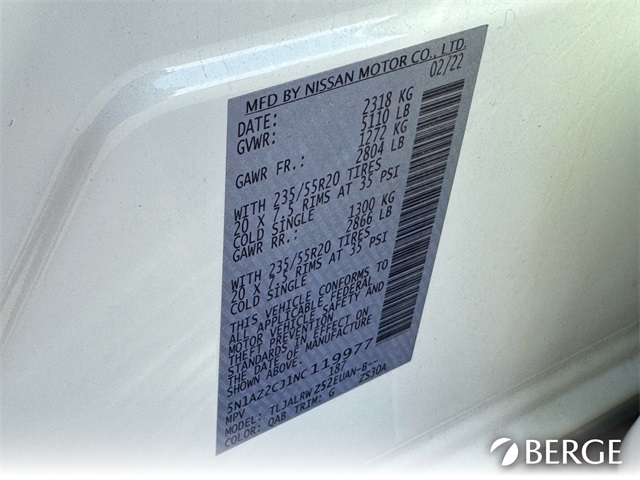 MFD BY NISSAN MOTOR CO., LTD.
DATE: 02/22
GVWR: 2318 KG
5110 LB
GAWR FR.: 1272 KG
2804 LB
WITH 235/55R20 TIRES
20 X 7.5 RIMS AT 35 PSI
COLD SINGLE
GAWR RR.: 1300 KG
2866 LB
WITH 235/55R20 TIRES
20 X 7.5 RIMS AT 35 PSI
COLD SINGLE
THIS VEHICLE CONFORMS TO
ALL APPLICABLE FEDERAL
MOTOR VEHICLE SAFETY AND
THEFT PREVENTION
STANDARDS IN EFFECT ON
THE DATE OF MANUFACTURE
5N1AZ2CJ1NC119977
MPV 187
MODEL: TLJALRWZ52EUAN-B--
COLOR: QAB TRIM: G Z530A
BERGE